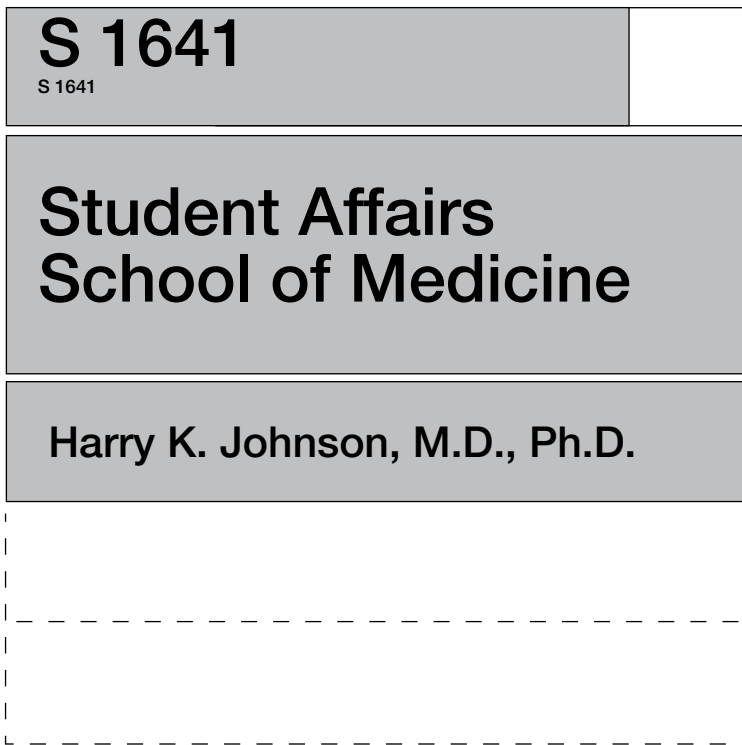 S 1641
S 1641
Student Affairs
School of Medicine
Harry K. Johnson, M.D., Ph.D.